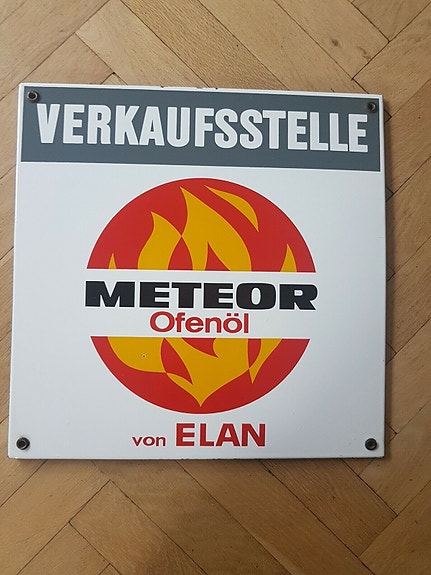 VERKAUFSSTELLE
METEOR
Ofenöl
von ELAN